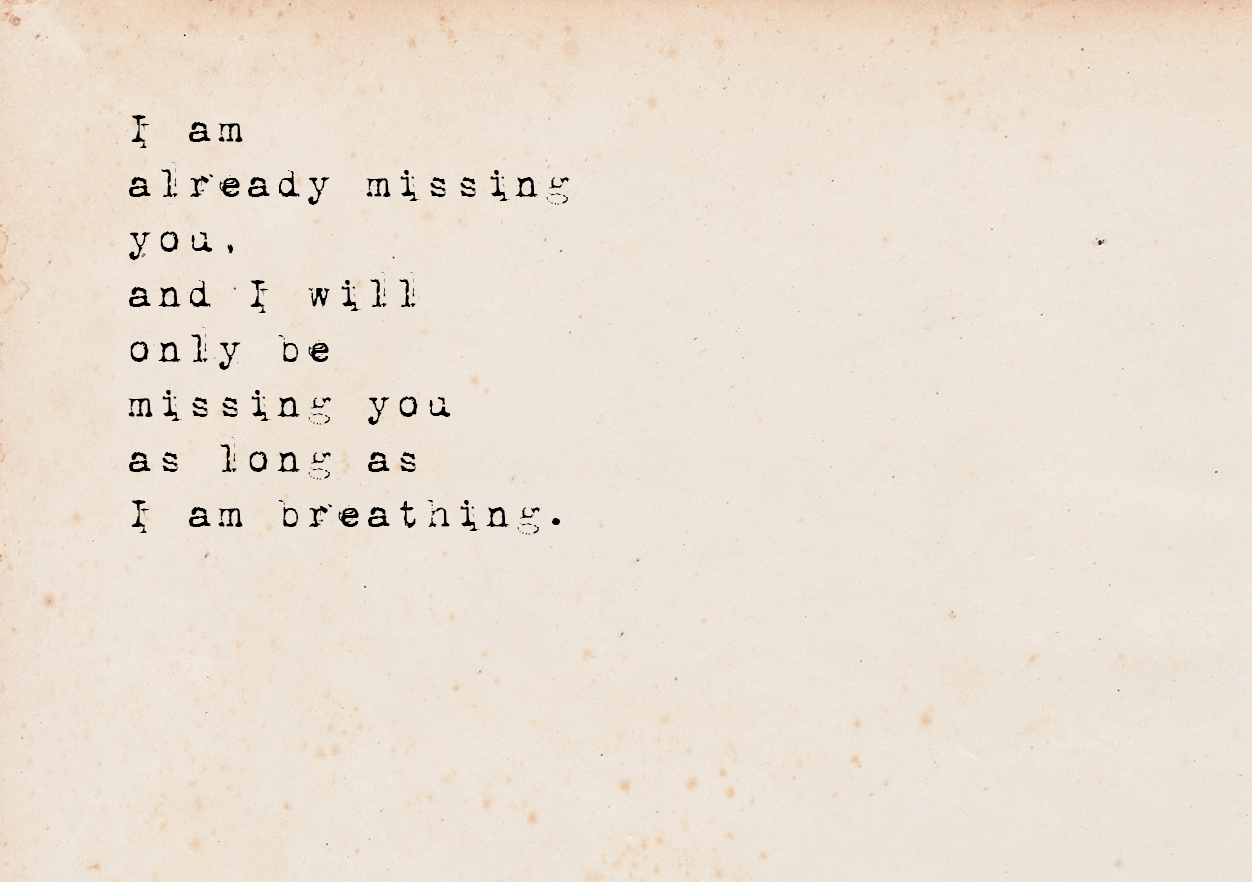 I am
already missing
you,
and I will
only be
missing you
as long as
I am breathing.